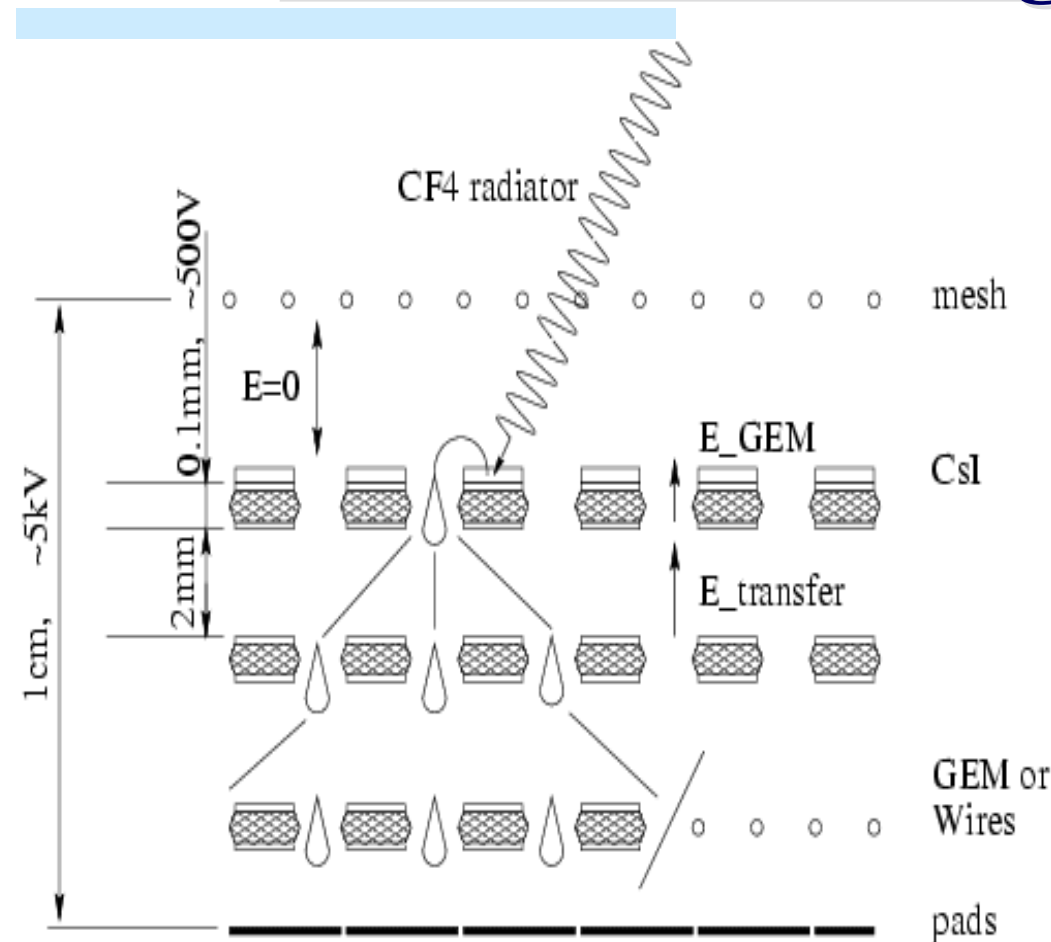 CF4 radiator
0.1mm, ~500V
mesh
E=0
E_GEM
CsI
1cm, ~5kV
2mm
E_transfer
GEM or
Wires
pads